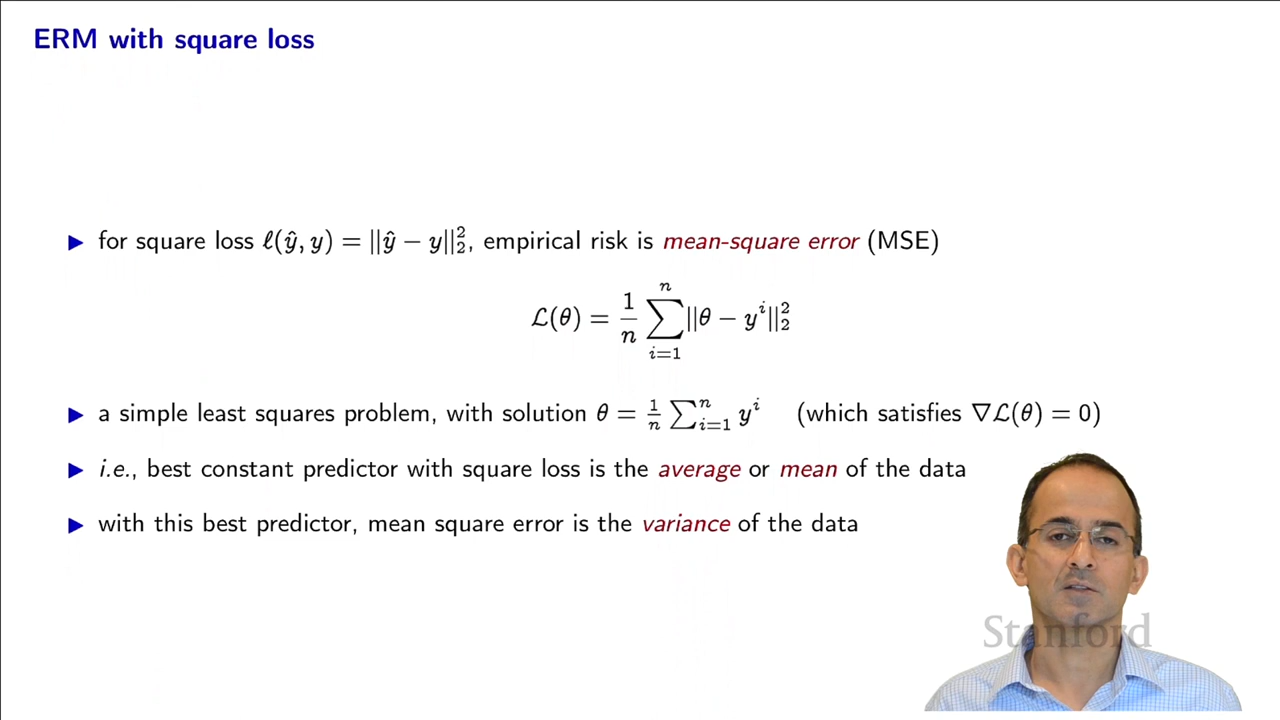 ERM with square loss
▶ for square loss ℓ(ŷ, y) = ||ŷ − y||₂², empirical risk is mean-square error (MSE)
ℒ(θ) = 1/n ∑ᵢ₌₁ⁿ ||θ − yⁱ||₂²
▶ a simple least squares problem, with solution θ = 1/n ∑ᵢ₌₁ⁿ yⁱ (which satisfies ∇ℒ(θ) = 0)
▶ i.e., best constant predictor with square loss is the average or mean of the data
▶ with this best predictor, mean square error is the variance of the data
Stanford